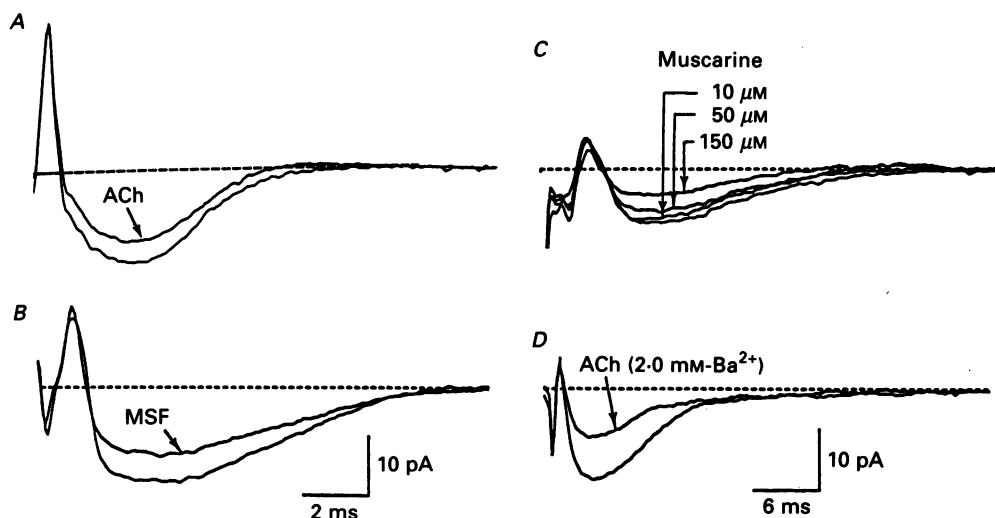 A
ACh
B
MSF
10 pA
2 ms
C
Muscarine
10 μM
50 μM
150 μM
D
ACh (2·0 mM-Ba²⁺)
10 pA
6 ms